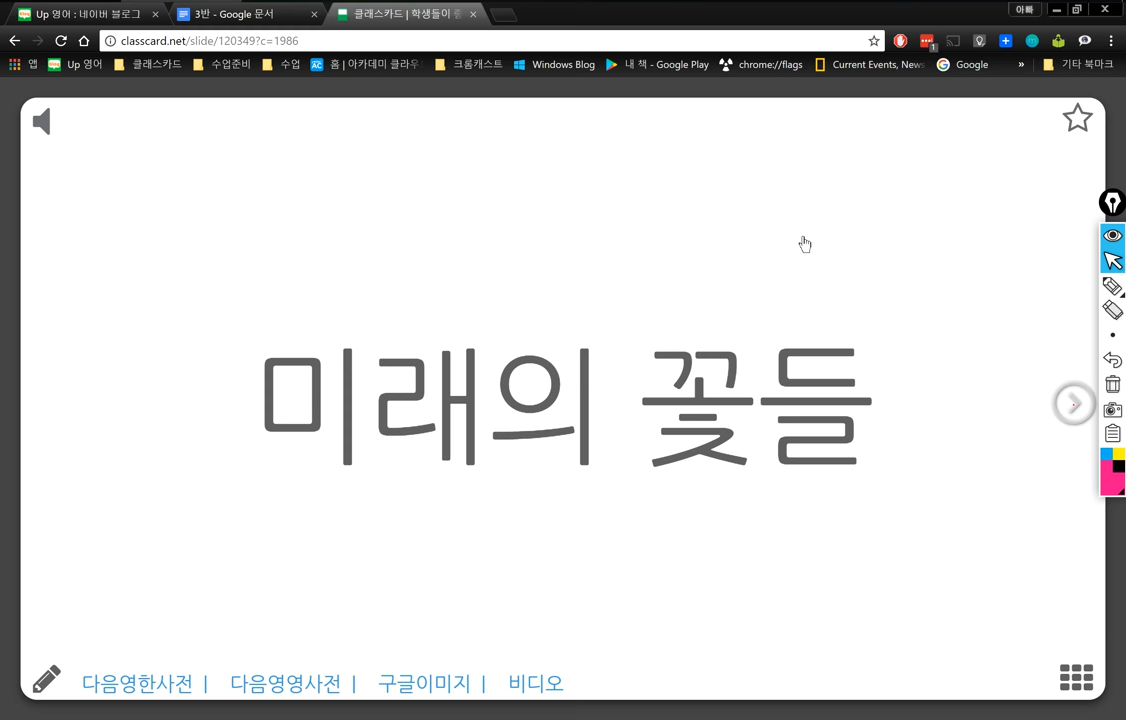 Up 영어 : 네이버 블로그
3반 - Google 문서
클래스카드 | 학생들이 졸
아빠
classcard.net/slide/120349?c=1986
앱 Up 영어 클래스카드 수업준비 수업 홈 | 아카데미 클라우 크롬캐스트 Windows Blog 내 책 - Google Play chrome://flags Current Events, News Google » 기타 북마크
미래의 꽃들
다음영한사전 | 다음영영사전 | 구글이미지 | 비디오